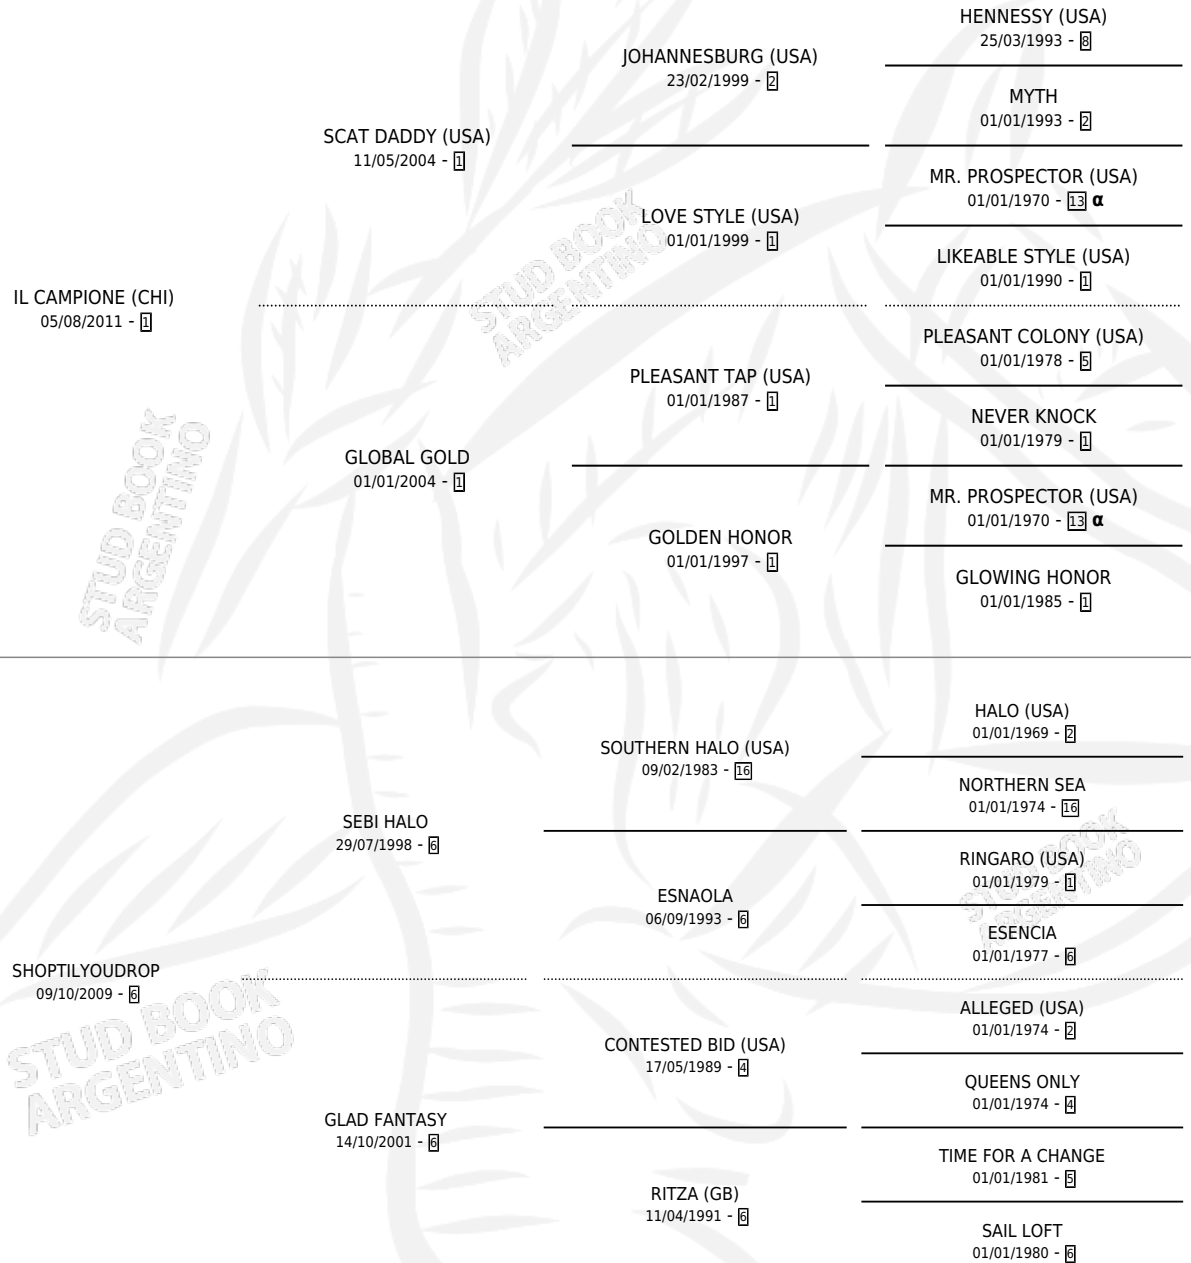 HENNESSY (USA)
25/03/1993 - 8
JOHANNESBURG (USA)
23/02/1999 - 2
MYTH
01/01/1993 - 2
SCAT DADDY (USA)
11/05/2004 - 1
MR. PROSPECTOR (USA)
01/01/1970 - 13 α
LOVE STYLE (USA)
01/01/1999 - 1
LIKEABLE STYLE (USA)
01/01/1990 - 1
IL CAMPIONE (CHI)
05/08/2011 - 1
PLEASANT COLONY (USA)
01/01/1978 - 5
PLEASANT TAP (USA)
01/01/1987 - 1
NEVER KNOCK
01/01/1979 - 1
GLOBAL GOLD
01/01/2004 - 1
MR. PROSPECTOR (USA)
01/01/1970 - 13 α
GOLDEN HONOR
01/01/1997 - 1
GLOWING HONOR
01/01/1985 - 1
HALO (USA)
01/01/1969 - 2
SOUTHERN HALO (USA)
09/02/1983 - 16
NORTHERN SEA
01/01/1974 - 16
SEBI HALO
29/07/1998 - 6
RINGARO (USA)
01/01/1979 - 1
ESNAOLA
06/09/1993 - 6
ESENCIA
01/01/1977 - 6
SHOPTILYOUDROP
09/10/2009 - 6
ALLEGED (USA)
01/01/1974 - 2
CONTESTED BID (USA)
17/05/1989 - 4
QUEENS ONLY
01/01/1974 - 4
GLAD FANTASY
14/10/2001 - 6
TIME FOR A CHANGE
01/01/1981 - 5
RITZA (GB)
11/04/1991 - 6
SAIL LOFT
01/01/1980 - 6
STUD BOOK
ARGENTINO
STUD BOOK
ARGENTINO
STUD BOOK
ARGENTINO
STUD BOOK
ARGENTINO